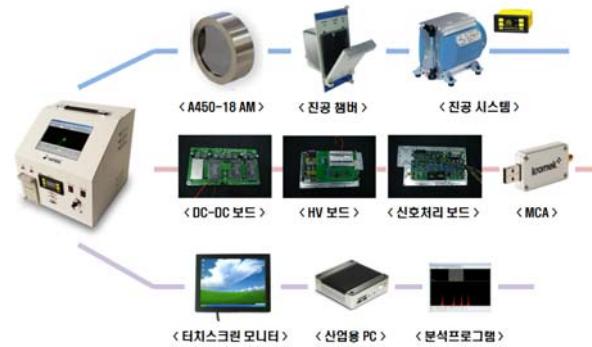 < A450-18 AM >
< 진공 챔버 >
< 진공 시스템 >
< DC-DC 보드 >
< HV 보드 >
< 신호처리 보드 >
kromek
< MCA >
< 터치스크린 모니터 >
< 산업용 PC >
< 분석프로그램 >